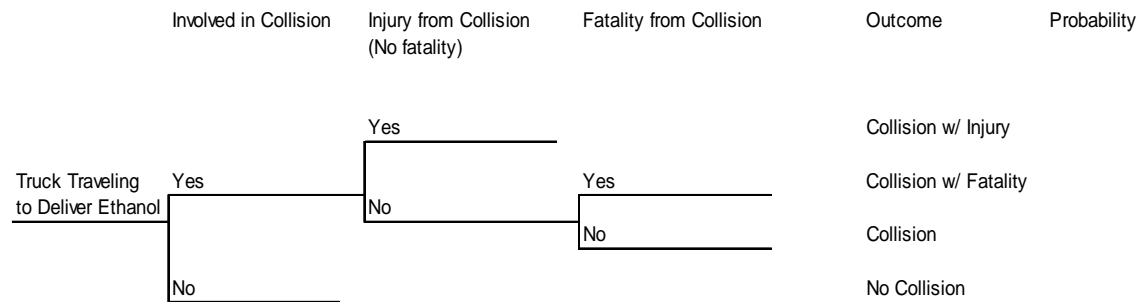 Involved in Collision Injury from Collision Fatality from Collision Outcome Probability
(No fatality)
Yes Collision w/ Injury
Truck Traveling Yes Yes Collision w/ Fatality
to Deliver Ethanol No
No Collision
No No Collision